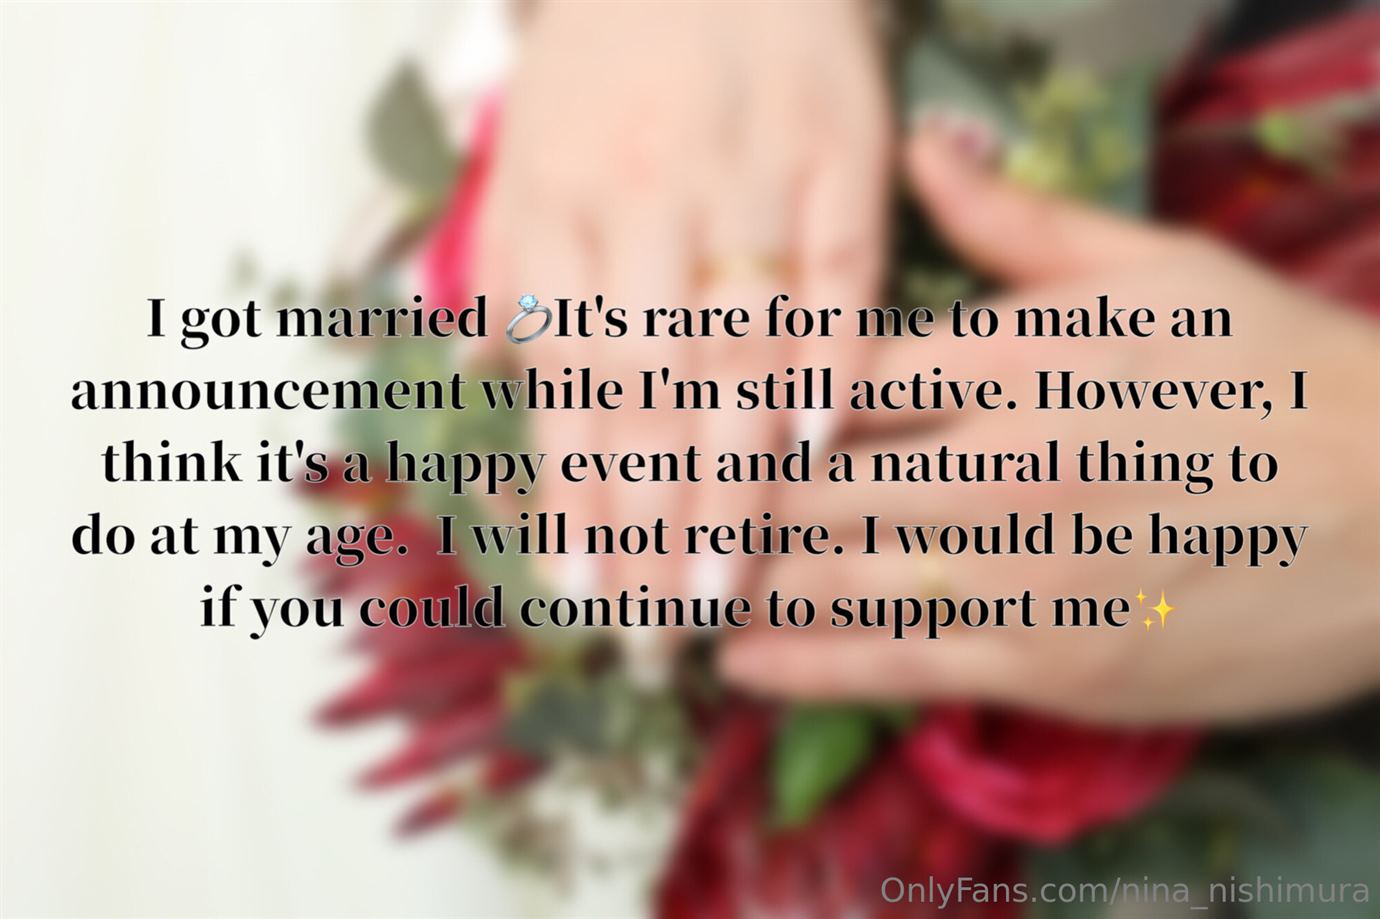 I got married 💍It's rare for me to make an
announcement while I'm still active. However, I
think it's a happy event and a natural thing to
do at my age.  I will not retire. I would be happy
if you could continue to support me✨
OnlyFans.com/nina_nishimura